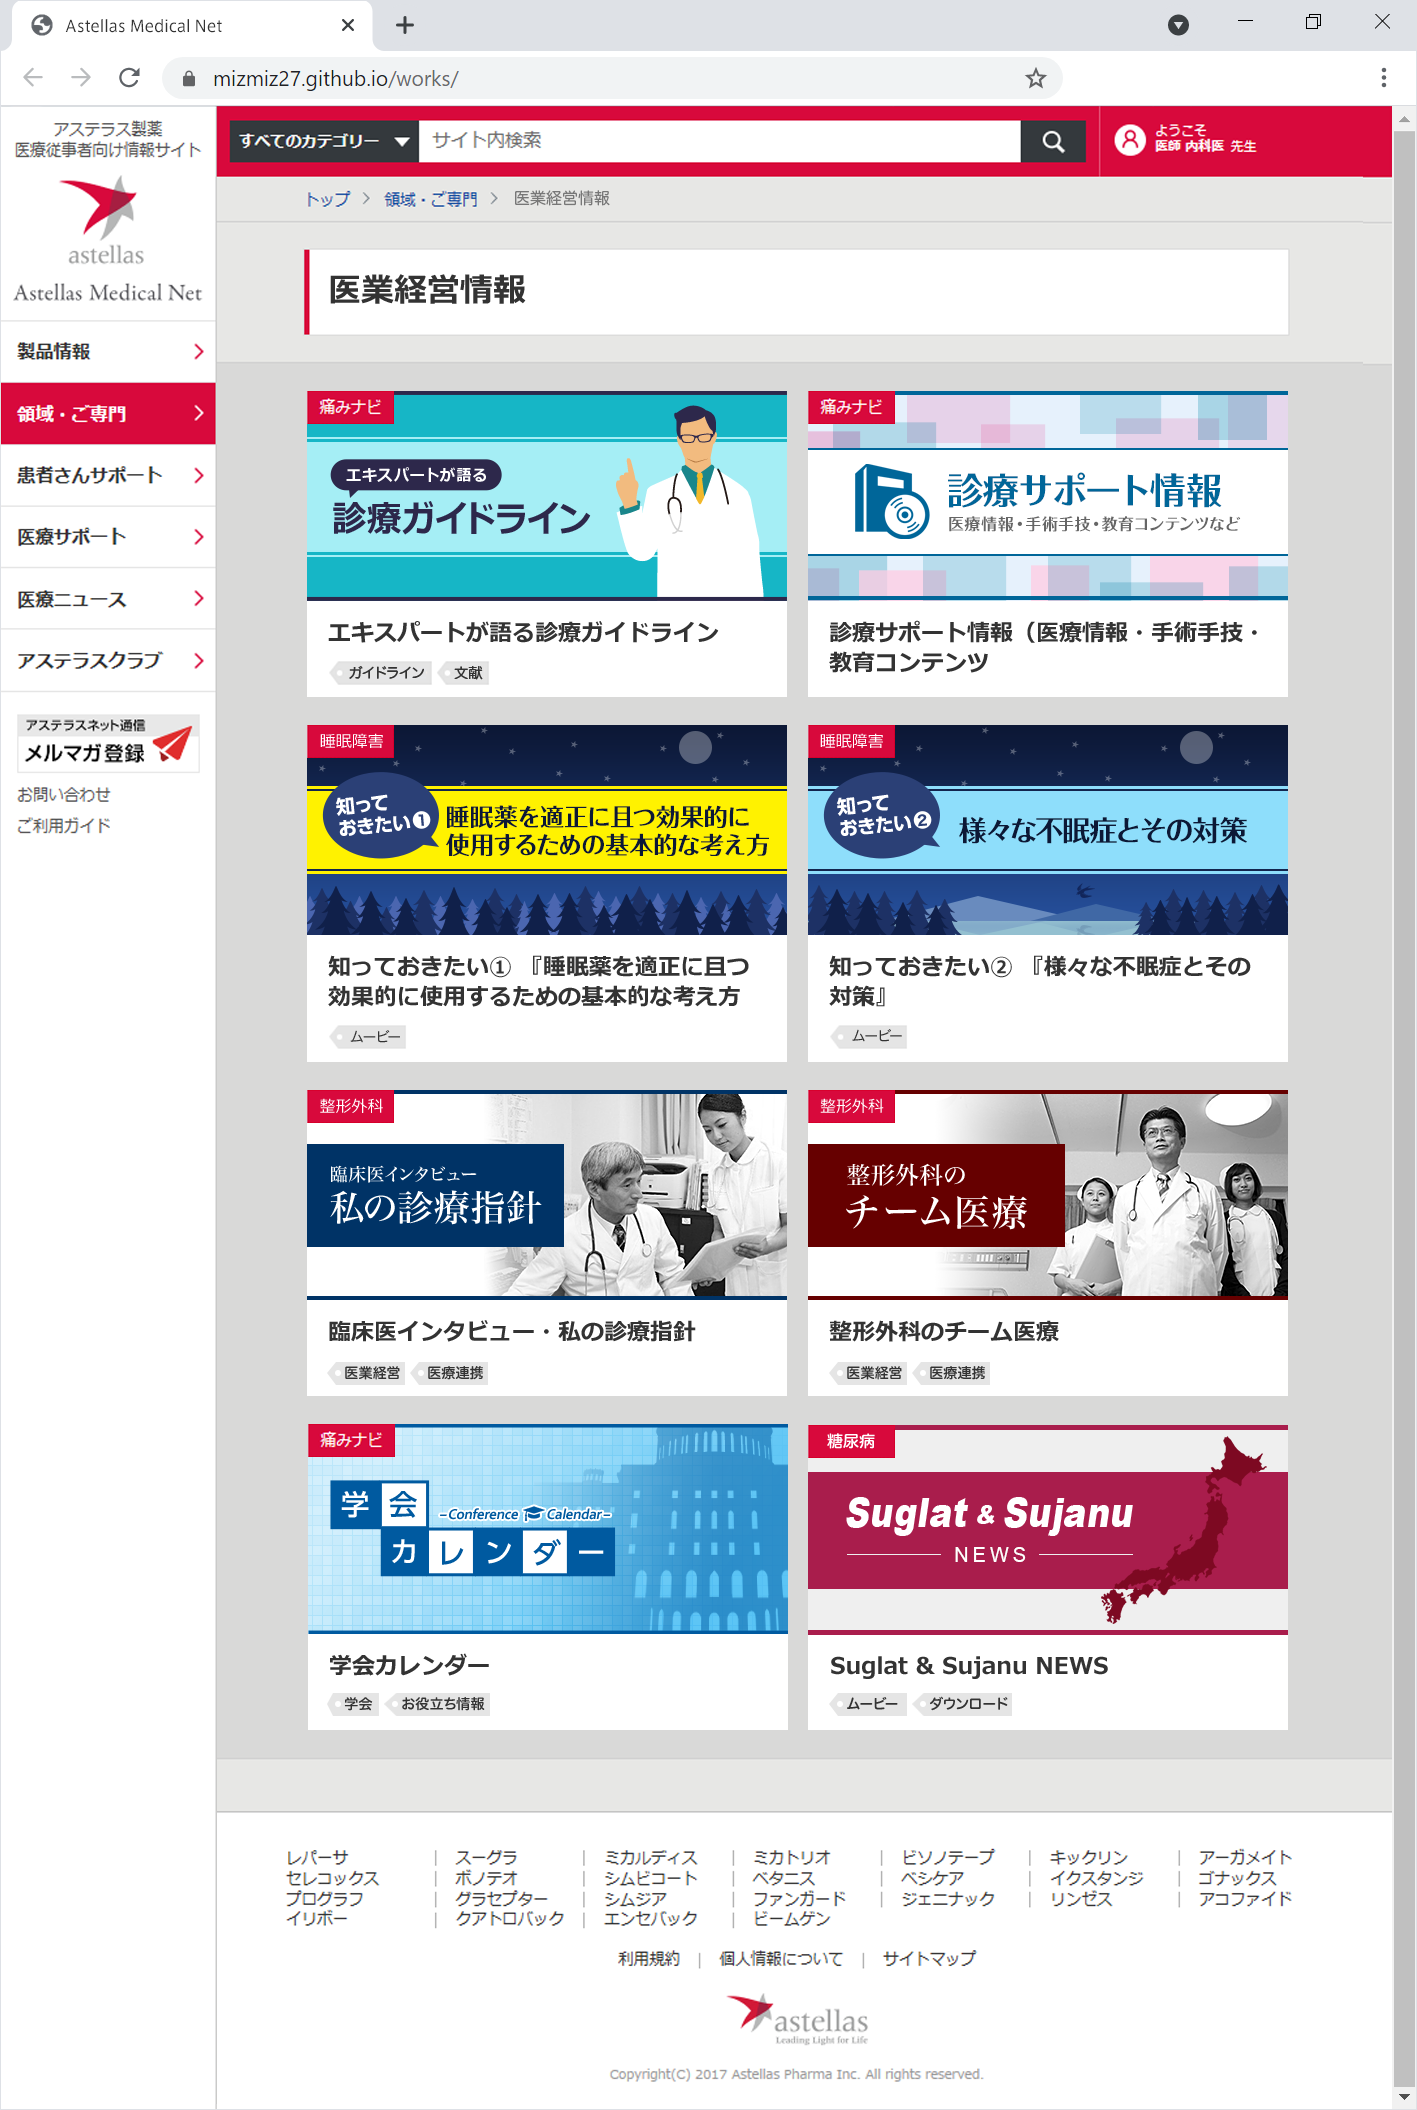 Astellas Medical Net
mizmiz27.github.io/works/
アステラス製薬
医療従事者向け情報サイト
astellas
Astellas Medical Net
製品情報
領域・ご専門
患者さんサポート
医療サポート
医療ニュース
アステラスクラブ
アステラスネット通信
メルマガ登録
お問い合わせ
ご利用ガイド
すべてのカテゴリー
サイト内検索
ようこそ
医師 内科医 先生
トップ
領域・ご専門
医業経営情報
医業経営情報
痛みナビ
エキスパートが語る
診療ガイドライン
エキスパートが語る診療ガイドライン
ガイドライン 文献
痛みナビ
診療サポート情報
医療情報・手術手技・教育コンテンツなど
診療サポート情報（医療情報・手術手技・
教育コンテンツ
睡眠障害
知って
おきたい❶
睡眠薬を適正に且つ効果的に
使用するための基本的な考え方
知っておきたい① 『睡眠薬を適正に且つ
効果的に使用するための基本的な考え方
ムービー
睡眠障害
知って
おきたい❷
様々な不眠症とその対策
知っておきたい② 『様々な不眠症とその
対策』
ムービー
整形外科
臨床医インタビュー
私の診療指針
臨床医インタビュー・私の診療指針
医業経営 医療連携
整形外科
整形外科の
チーム医療
整形外科のチーム医療
医業経営 医療連携
痛みナビ
学会
-Conference Calendar-
カレンダー
学会カレンダー
学会 お役立ち情報
糖尿病
Suglat & Sujanu
NEWS
Suglat & Sujanu NEWS
ムービー ダウンロード
レパーサ | スーグラ | ミカルディス | ミカトリオ | ビソノテープ | キックリン | アーガメイト
セレコックス | ボノテオ | シムビコート | ベタニス | ベシケア | イクスタンジ | ゴナックス
プログラフ | グラセプター | シムジア | ファンガード | ジェニナック | リンゼス | アコファイド
イリボー | クアトロバック | エンセバック | ビームゲン
利用規約 | 個人情報について | サイトマップ
astellas
Leading Light for Life
Copyright(C) 2017 Astellas Pharma Inc. All rights reserved.